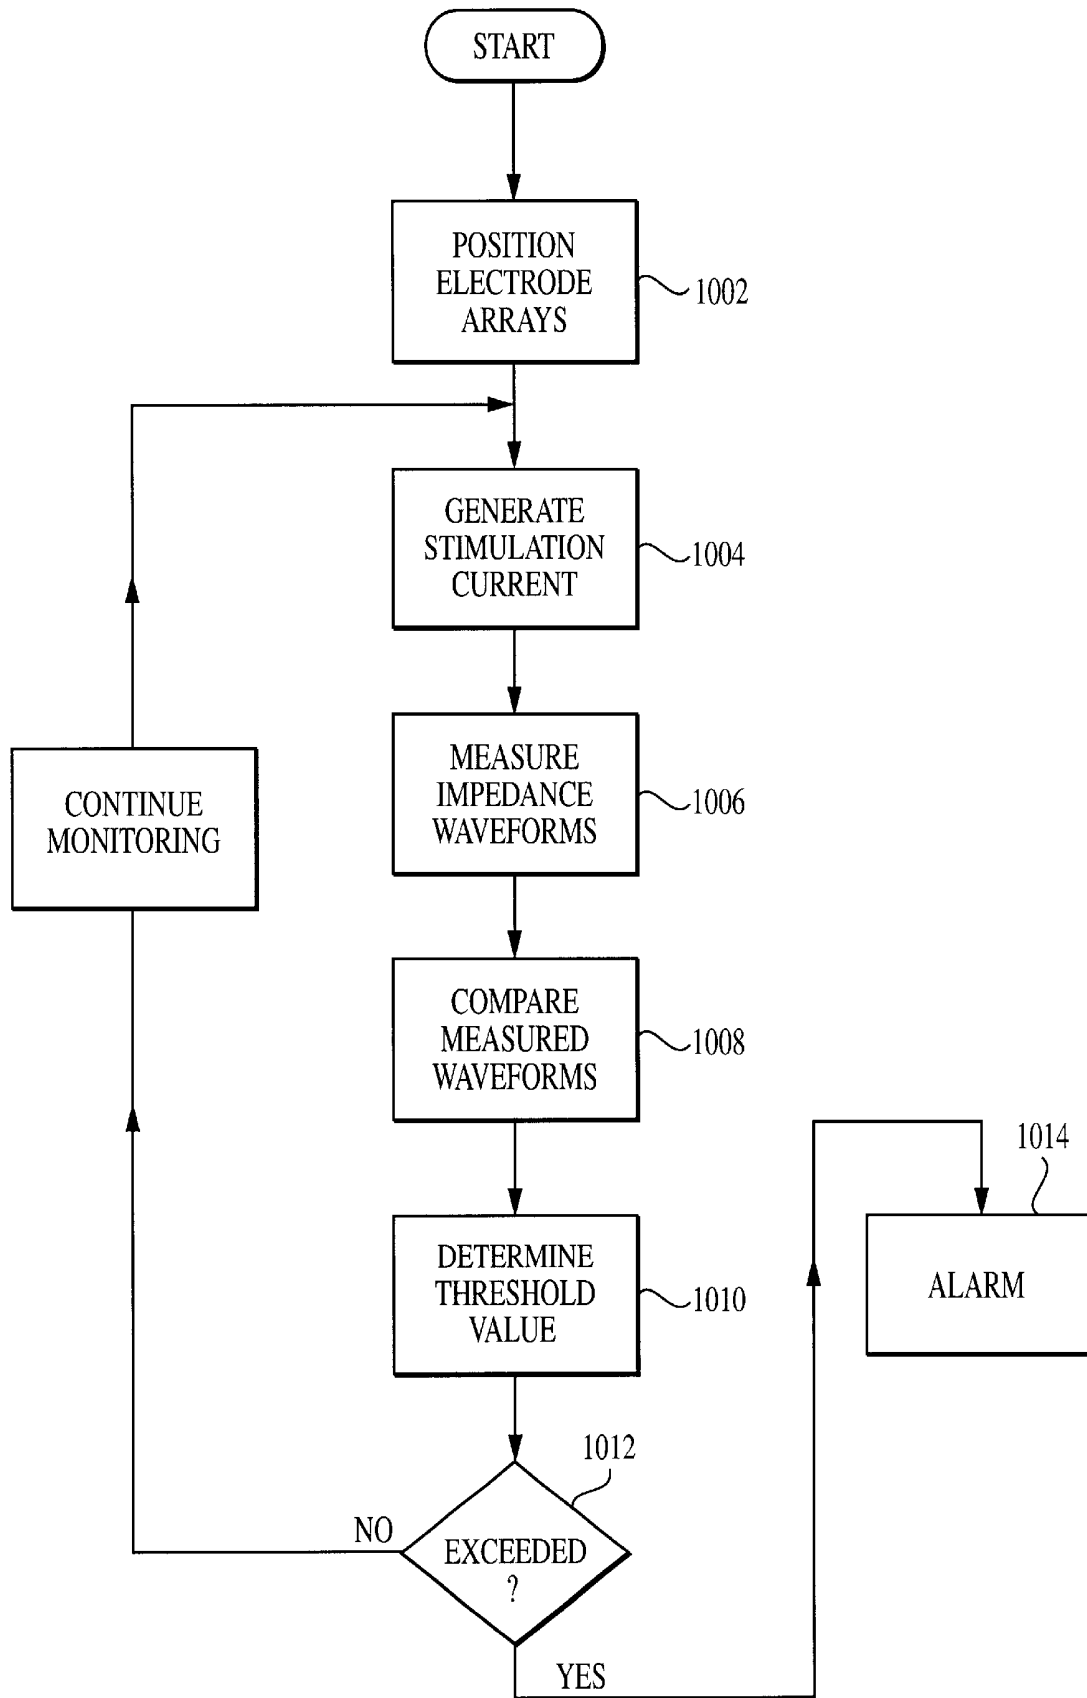 START
POSITION
ELECTRODE
ARRAYS
1002
GENERATE
STIMULATION
CURRENT
1004
MEASURE
IMPEDANCE
WAVEFORMS
1006
CONTINUE
MONITORING
COMPARE
MEASURED
WAVEFORMS
1008
DETERMINE
THRESHOLD
VALUE
1010
1014
ALARM
1012
EXCEEDED
?
NO
YES